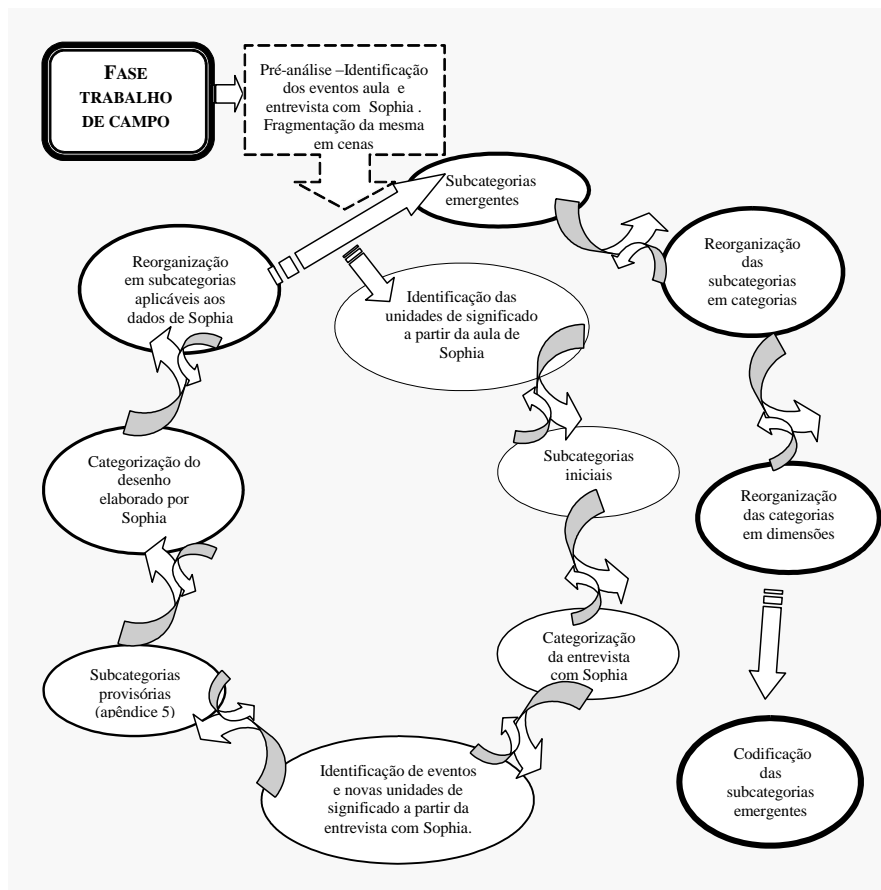 FASE
TRABALHO
DE CAMPO
Pré-análise –Identificação
dos eventos aula e
entrevista com Sophia .
Fragmentação da mesma
em cenas
Subcategorias
emergentes
Reorganização
das
subcategorias
em categorias
Reorganização
em subcategorias
aplicáveis aos
dados de Sophia
Identificação das
unidades de significado
a partir da aula de
Sophia
Subcategorias
iniciais
Categorização do
desenho
elaborado por
Sophia
Reorganização
das categorias
em dimensões
Categorização
da entrevista
com Sophia
Subcategorias
provisórias
(apêndice 5)
Identificação de eventos
e novas unidades de
significado a partir da
entrevista com Sophia.
Codificação
das
subcategorias
emergentes